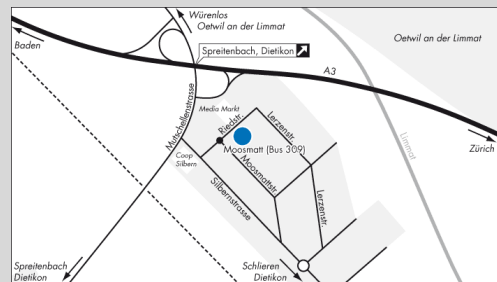 Würenlos
Oetwil an der Limmat
Baden
Oetwil an der Limmat
Spreitenbach, Dietikon
A3
Zürich
Limmat
Mutschellenstrasse
Media Markt
Riedstr.
Lerzenstr.
Moosmatt (Bus 309)
Coop
Silbern
Moosmattstr.
Silbernstrasse
Lerzenstr.
Spreitenbach
Dietikon
Schlieren
Dietikon